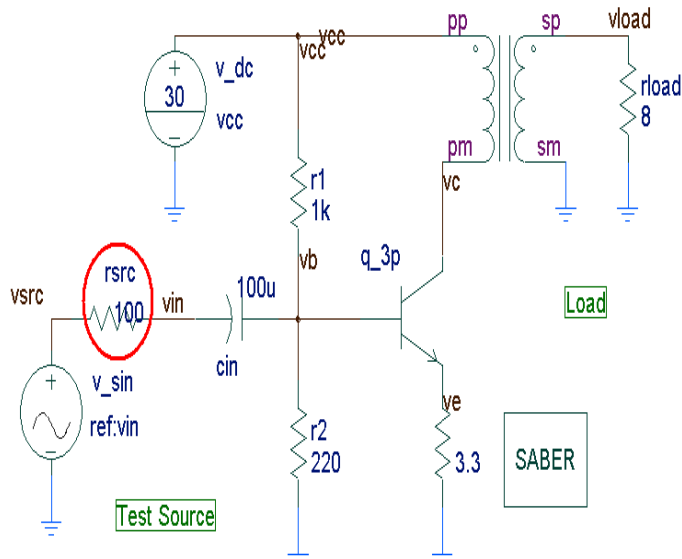 pp
sp
vload
vcc
vcc
v_dc
30
vcc
rload
8
pm
sm
vc
r1
1k
vb
q_3p
rsrc
100
vsrc
vin
100u
cin
Load
v_sin
ref:vin
ve
r2
220
3.3
SABER
Test Source